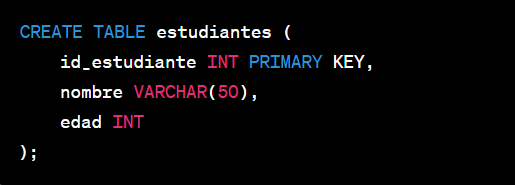 CREATE TABLE estudiantes (
    id_estudiante INT PRIMARY KEY,
    nombre VARCHAR(50),
    edad INT
);